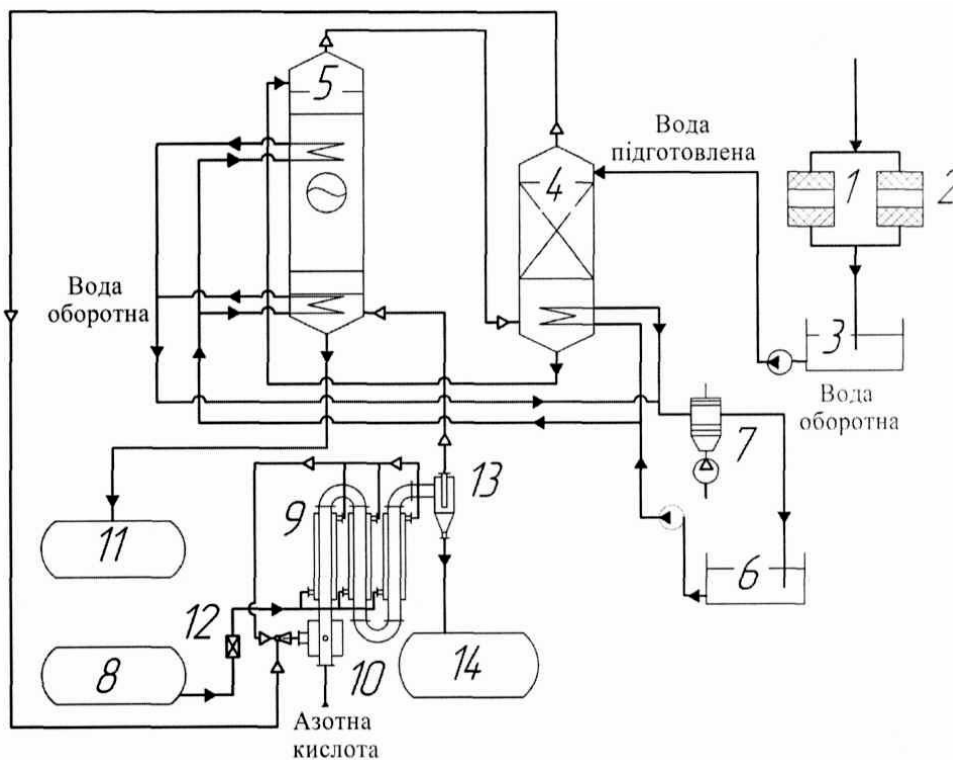 5
Вода
підготовлена
4
1
2
Вода
оборотна
3
Вода
оборотна
7
13
9
11
6
12
8
10
14
Азотна
кислота